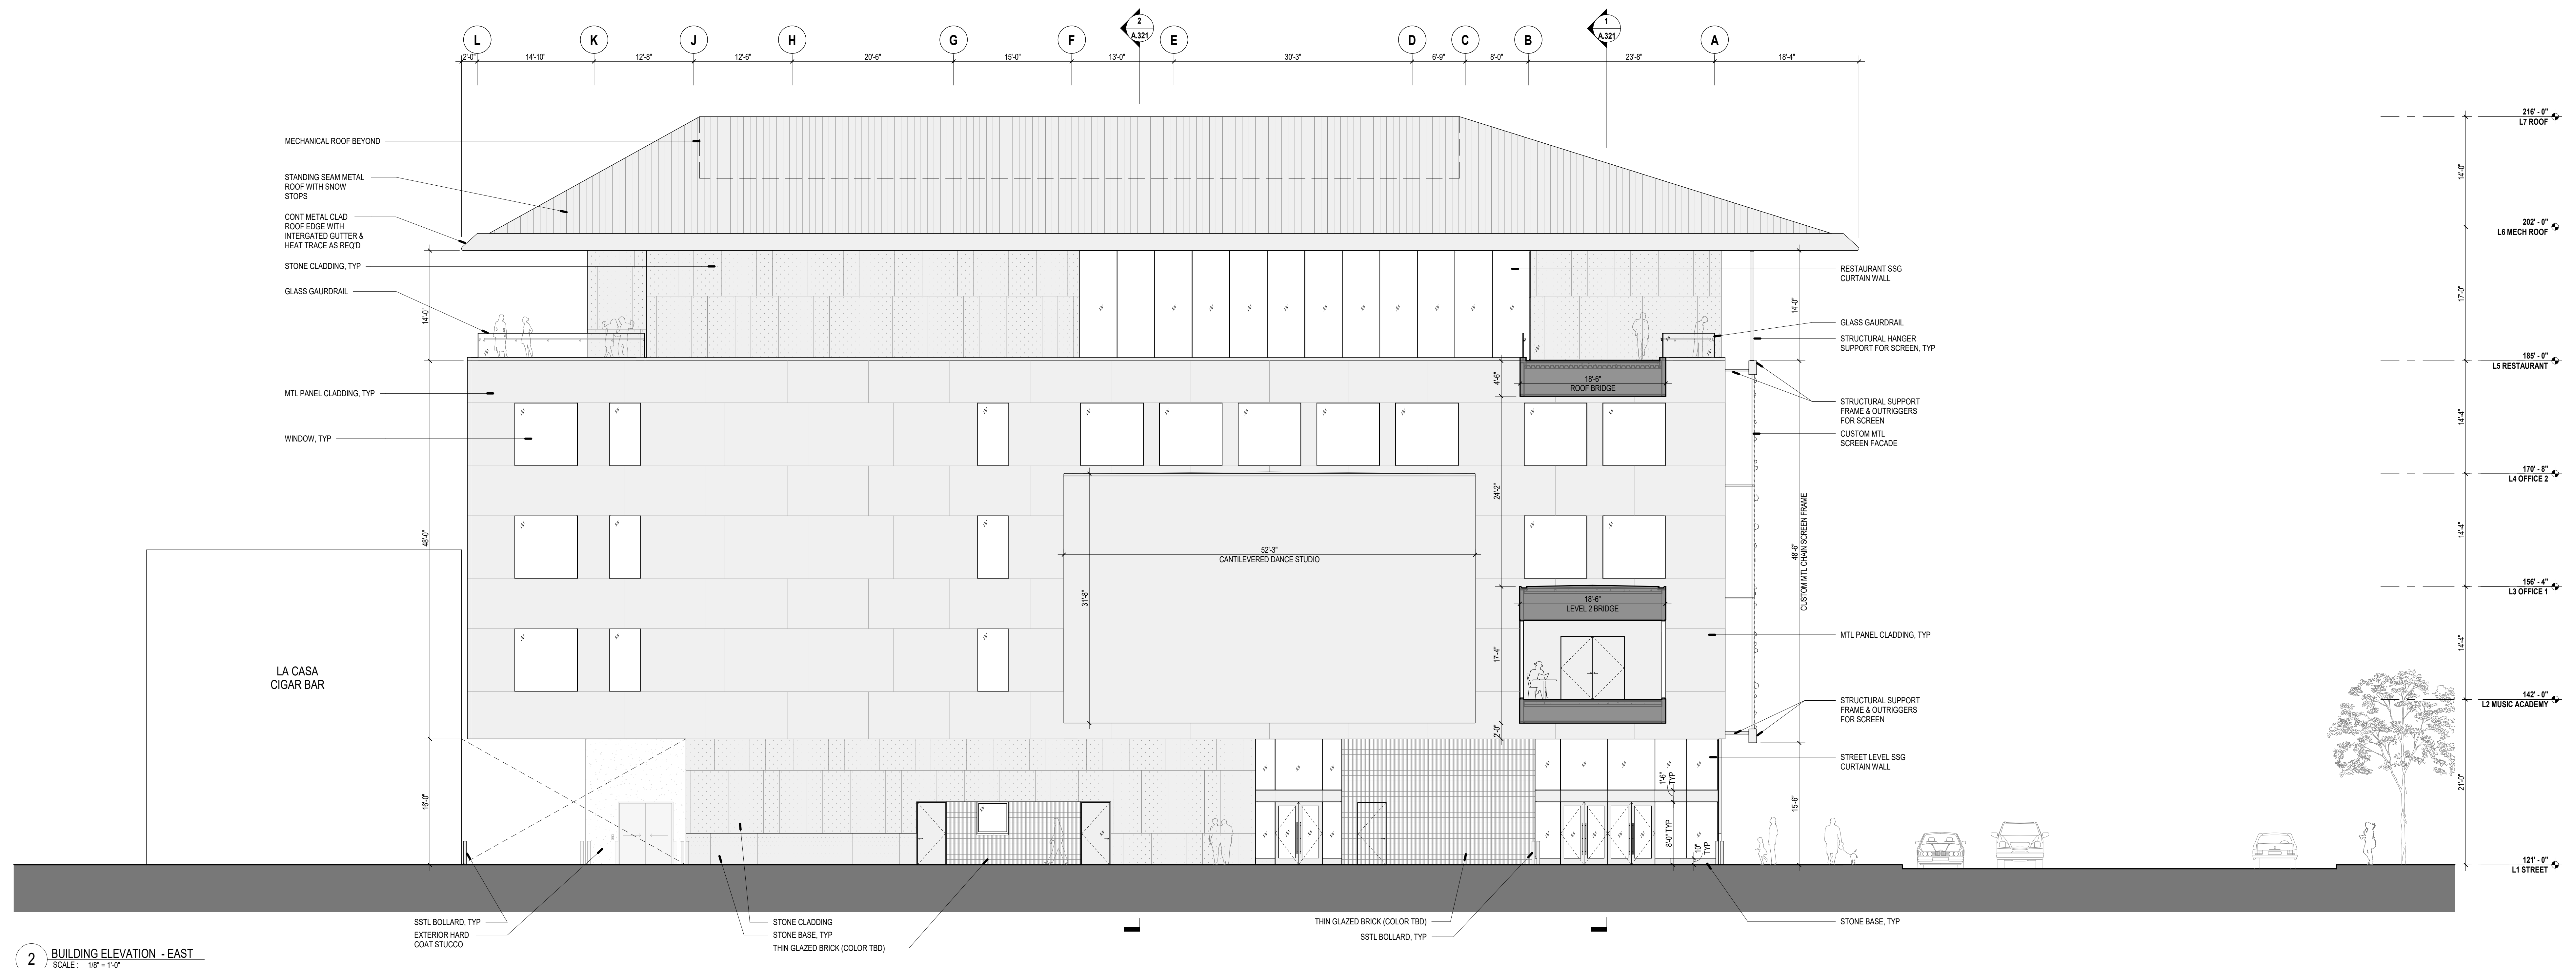 2
A.321
1
A.321
L
K
J
H
G
F
E
D
C
B
A
2'-0"
14'-10"
12'-8"
12'-6"
20'-6"
15'-0"
13'-0"
30'-3"
6'-9"
8'-0"
23'-8"
18'-4"
MECHANICAL ROOF BEYOND
STANDING SEAM METAL
ROOF WITH SNOW
STOPS
CONT METAL CLAD
ROOF EDGE WITH
INTERGATED GUTTER &
HEAT TRACE AS REQ'D
STONE CLADDING, TYP
GLASS GAURDRAIL
MTL PANEL CLADDING, TYP
WINDOW, TYP
14'-0"
48'-0"
16'-0"
LA CASA
CIGAR BAR
4'-6"
24'-2"
17'-4"
2'-0"
18'-6"
ROOF BRIDGE
52'-3"
CANTILEVERED DANCE STUDIO
31'-8"
18'-6"
LEVEL 2 BRIDGE
1'-6"
TYP
8'-0" TYP
10"
TYP
14'-0"
48'-6"
CUSTOM MTL CHAIN SCREEN FRAME
15'-6"
RESTAURANT SSG
CURTAIN WALL
GLASS GAURDRAIL
STRUCTURAL HANGER
SUPPORT FOR SCREEN, TYP
STRUCTURAL SUPPORT
FRAME & OUTRIGGERS
FOR SCREEN
CUSTOM MTL
SCREEN FACADE
MTL PANEL CLADDING, TYP
STRUCTURAL SUPPORT
FRAME & OUTRIGGERS
FOR SCREEN
STREET LEVEL SSG
CURTAIN WALL
STONE BASE, TYP
216' - 0"
L7 ROOF
14'-0"
202' - 0"
L6 MECH ROOF
17'-0"
185' - 0"
L5 RESTAURANT
14'-4"
170' - 8"
L4 OFFICE 2
14'-4"
156' - 4"
L3 OFFICE 1
14'-4"
142' - 0"
L2 MUSIC ACADEMY
21'-0"
121' - 0"
L1 STREET
SSTL BOLLARD, TYP
EXTERIOR HARD
COAT STUCCO
STONE CLADDING
STONE BASE, TYP
THIN GLAZED BRICK (COLOR TBD)
THIN GLAZED BRICK (COLOR TBD)
SSTL BOLLARD, TYP
2
BUILDING ELEVATION - EAST
SCALE : 1/8" = 1'-0"